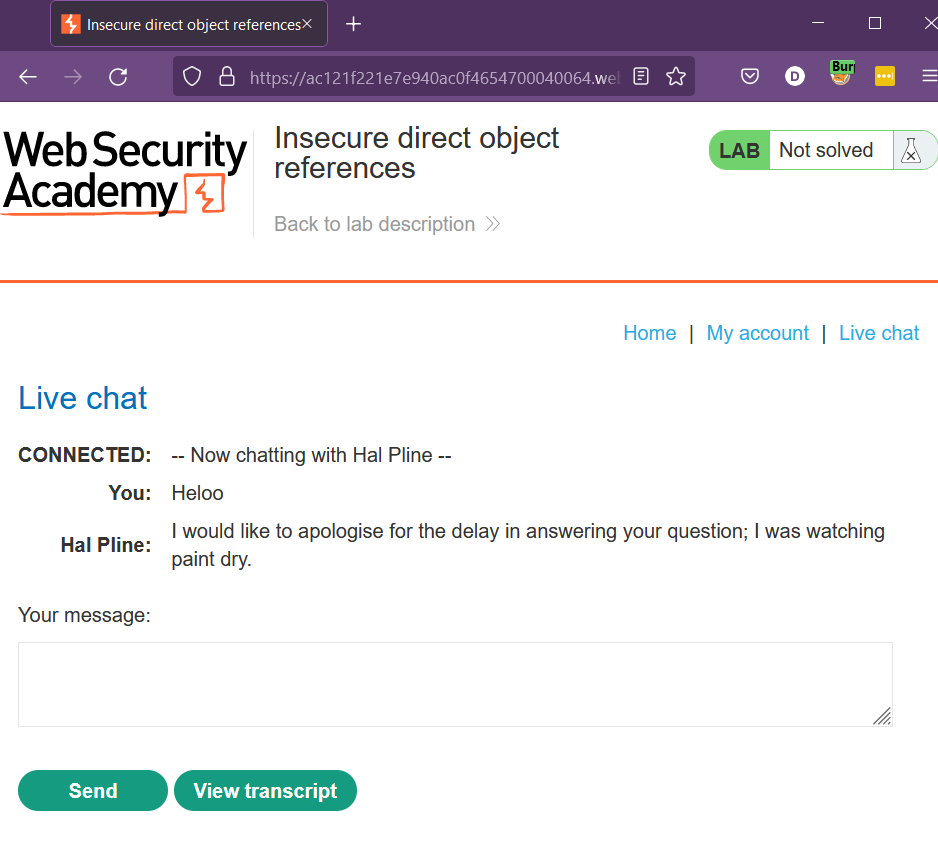 Insecure direct object references
https://ac121f221e7e940ac0f4654700040064.we
D
Bur
Web Security
Academy
Insecure direct object
references
Back to lab description
LAB Not solved
Home | My account | Live chat
Live chat
CONNECTED: -- Now chatting with Hal Pline --
You: Heloo
Hal Pline: I would like to apologise for the delay in answering your question; I was watching
paint dry.
Your message:
Send View transcript